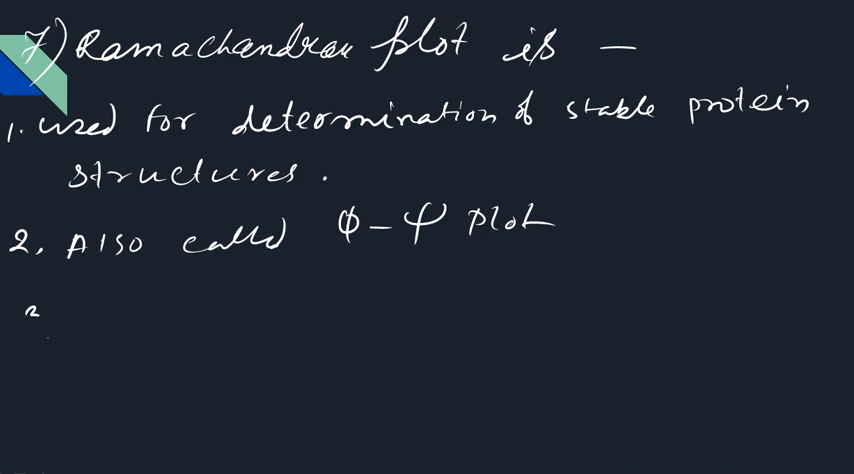 7) Ramachandran plot is —
1. used for determination of stable protein
structures.
2. Also called φ-ψ plot